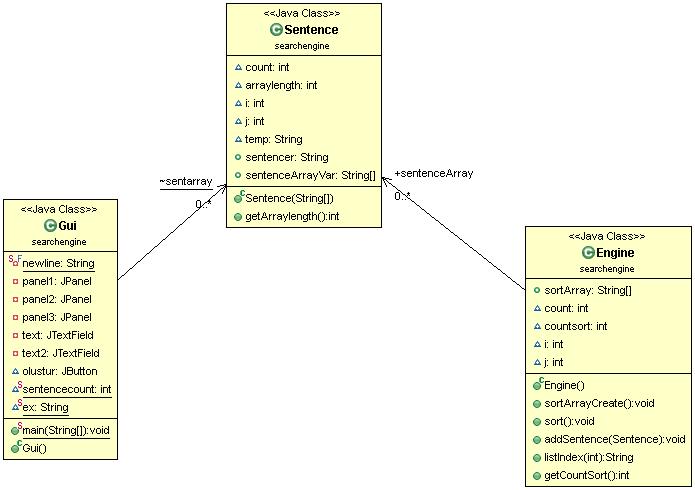 <<Java Class>>
Sentence
searchengine
count: int
arraylength: int
i: int
j: int
temp: String
sentencer: String
sentenceArrayVar: String[]
Sentence(String[])
getArraylength():int
~sentarray
0..*
+sentenceArray
0..*
<<Java Class>>
Gui
searchengine
newline: String
panel1: JPanel
panel2: JPanel
panel3: JPanel
text: JTextField
text2: JTextField
olustur: JButton
sentencecount: int
ex: String
main(String[]):void
Gui()
<<Java Class>>
Engine
searchengine
sortArray: String[]
count: int
countsort: int
i: int
j: int
Engine()
sortArrayCreate():void
sort():void
addSentence(Sentence):void
listIndex(int):String
getCountSort():int